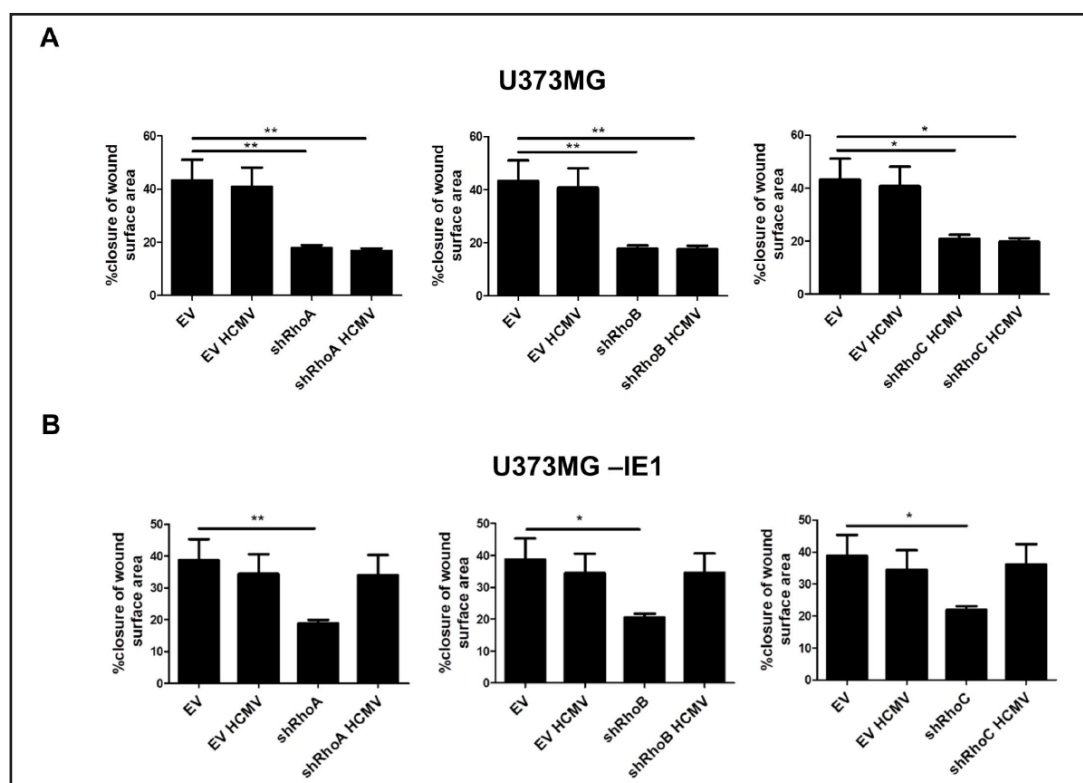 A
U373MG
%closure of wound
surface area
60
40
20
0
**
**
EV
EV HCMV
shRhoA
shRhoA HCMV
%closure of wound
surface area
60
40
20
0
**
**
EV
EV HCMV
shRhoB
shRhoB HCMV
%closure of wound
surface area
60
40
20
0
*
*
EV
EV HCMV
shRhoC HMV
shRhoC HCMV
B
U373MG –IE1
%closure of wound
surface area
50
40
30
20
10
0
**
EV
EV HCMV
shRhoA
shRhoA HCMV
%closure of wound
surface area
50
40
30
20
10
0
*
EV
EV HCMV
shRhoB
shRhoB HCMV
%closure of wound
surface area
50
40
30
20
10
0
*
EV
EV HCMV
shRhoC
shRhoC HCMV